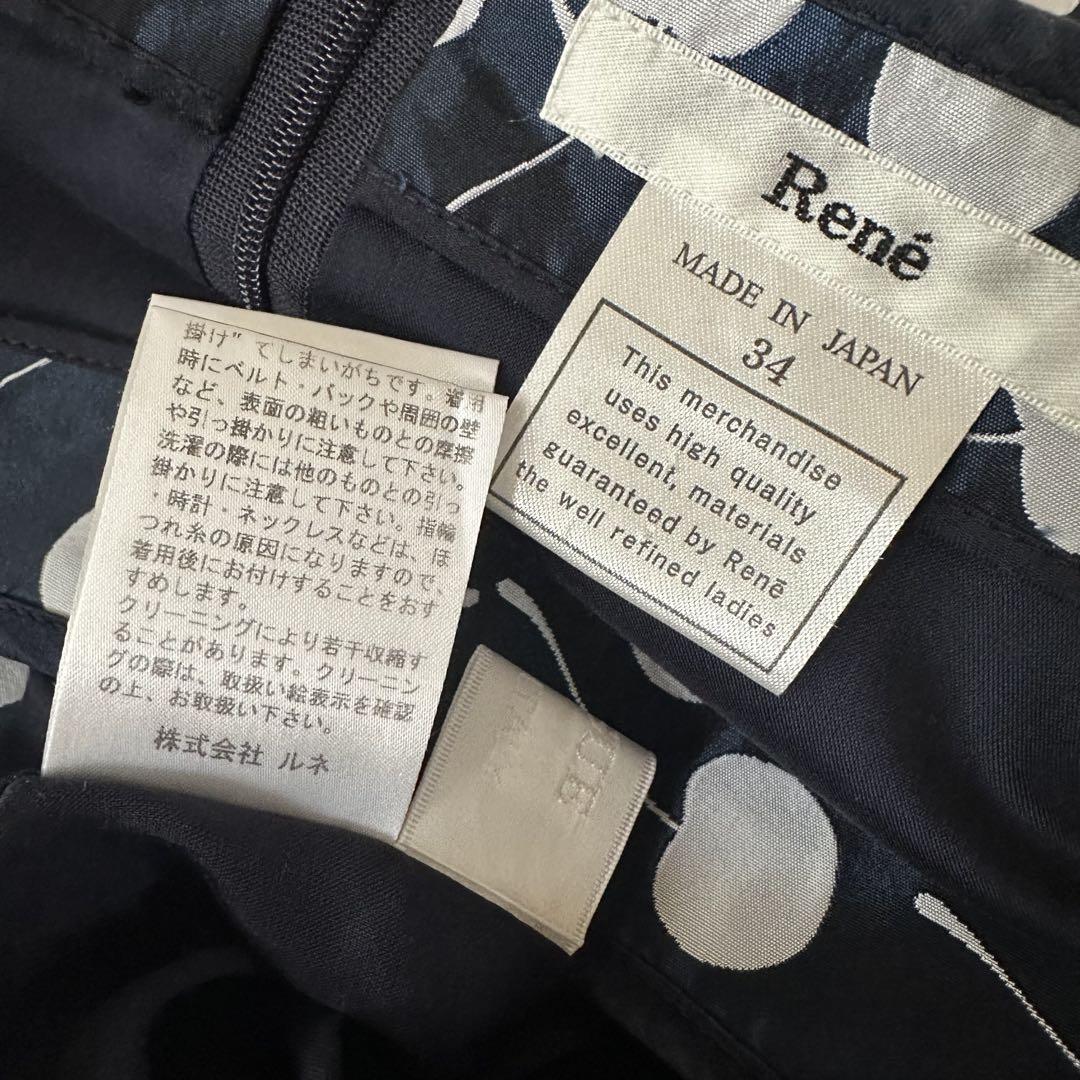 René
MADE IN JAPAN
34
This merchandise
uses high quality
excellent, materials
guaranteed by Renē
the well refined ladies
掛け"でしまいがちです。着用
時にベルト・バックや周囲の壁
など、表面の粗いものとの摩擦
や引っ掛かりに注意して下さい。
洗濯の際には他のものとの引っ
掛かりに注意して下さい。指輪
・時計・ネックレスなどは、ほ
つれ糸の原因になりますので、
着用後にお付けすることをおす
すめします。
クリーニングにより若干収縮す
ることがあります。クリーニン
グの際は、取扱い絵表示を確認
の上、お取扱い下さい。
株式会社 ルネ